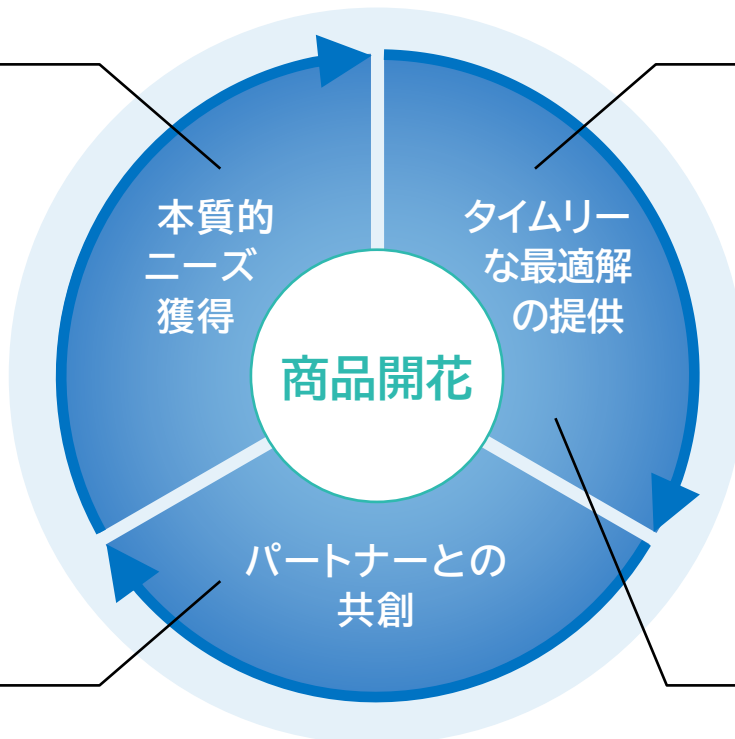 本質的
ニーズ
獲得
タイムリー
な最適解
の提供
商品開花
パートナーとの
共創